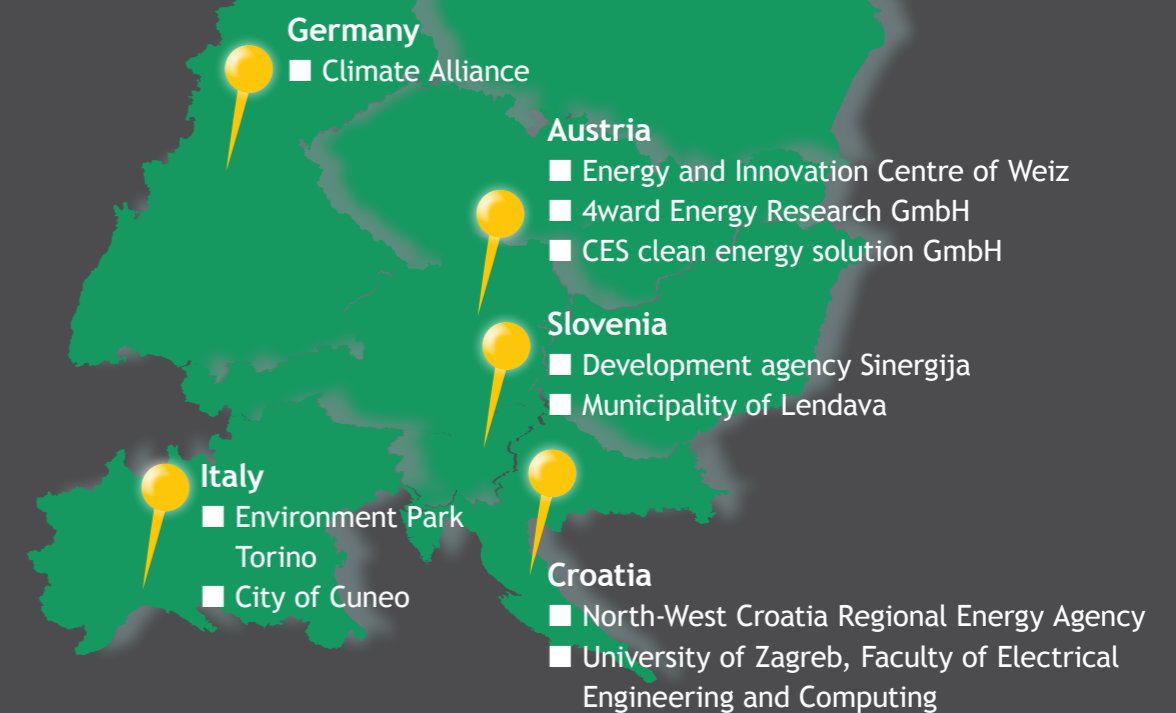 Germany
■ Climate Alliance
Austria
■ Energy and Innovation Centre of Weiz
■ 4ward Energy Research GmbH
■ CES clean energy solution GmbH
Slovenia
■ Development agency Sinergija
■ Municipality of Lendava
Italy
■ Environment Park
Torino
■ City of Cuneo
Croatia
■ North-West Croatia Regional Energy Agency
■ University of Zagreb, Faculty of Electrical
Engineering and Computing